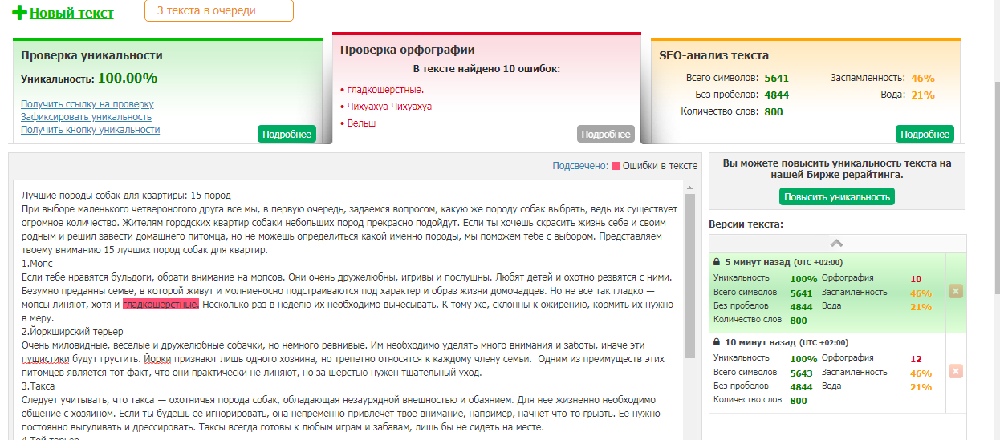 Новый текст
3 текста в очереди
Проверка уникальности
Уникальность: 100.00%
Получить ссылку на проверку
Зафиксировать уникальность
Получить кнопку уникальности
Подробнее
Проверка орфографии
В тексте найдено 10 ошибок:
• гладкошерстные.
• Чихуахуа Чихуахуа
• Вельш
Подробнее
SEO-анализ текста
Всего символов: 5641 Заспамленность: 46%
Без пробелов: 4844 Вода: 21%
Количество слов: 800
Подробнее
Подсвечено: Ошибки в тексте
Лучшие породы собак для квартиры: 15 пород
При выборе маленького четвероногого друга все мы, в первую очередь, задаемся вопросом, какую же породу собак выбрать, ведь их существует
огромное количество. Жителям городских квартир собаки небольших пород прекрасно подойдут. Если ты хочешь скрасить жизнь себе и своим
родным и решил завести домашнего питомца, но не можешь определиться какой именно породы, мы поможем тебе с выбором. Представляем
твоему вниманию 15 лучших пород собак для квартир.
1.Мопс
Если тебе нравятся бульдоги, обрати внимание на мопсов. Они очень дружелюбны, игривы и послушны. Любят детей и охотно резвятся с ними.
Безумно преданны семье, в которой живут и молниеносно подстраиваются под характер и образ жизни домочадцев. Но не все так гладко —
мопсы линяют, хотя и гладкошерстные. Несколько раз в неделю их необходимо вычесывать. К тому же, склонны к ожирению, кормить их нужно
в меру.
2.Йоркширский терьер
Очень миловидные, веселые и дружелюбные собачки, но немного ревнивые. Им необходимо уделять много внимания и заботы, иначе эти
пушистики будут грустить. Йорки признают лишь одного хозяина, но трепетно относятся к каждому члену семьи. Одним из преимуществ этих
питомцев является тот факт, что они практически не линяют, но за шерстью нужен тщательный уход.
3.Такса
Следует учитывать, что такса — охотничья порода собак, обладающая незаурядной внешностью и обаянием. Для нее жизненно необходимо
общение с хозяином. Если ты будешь ее игнорировать, она непременно привлечет твое внимание, например, начнет что-то грызть. Ее нужно
постоянно выгуливать и дрессировать. Таксы всегда готовы к любым играм и забавам, лишь бы не сидеть на месте.
4.Той терьер
Вы можете повысить уникальность текста на
нашей Бирже рерайтинга.
Повысить уникальность
Версии текста:
5 минут назад (UTC +02:00)
Уникальность 100% Орфография 10
Всего символов 5641 Заспамленность 46%
Без пробелов 4844 Вода 21%
Количество слов 800
10 минут назад (UTC +02:00)
Уникальность 100% Орфография 12
Всего символов 5643 Заспамленность 46%
Без пробелов 4844 Вода 21%
Количество слов 800